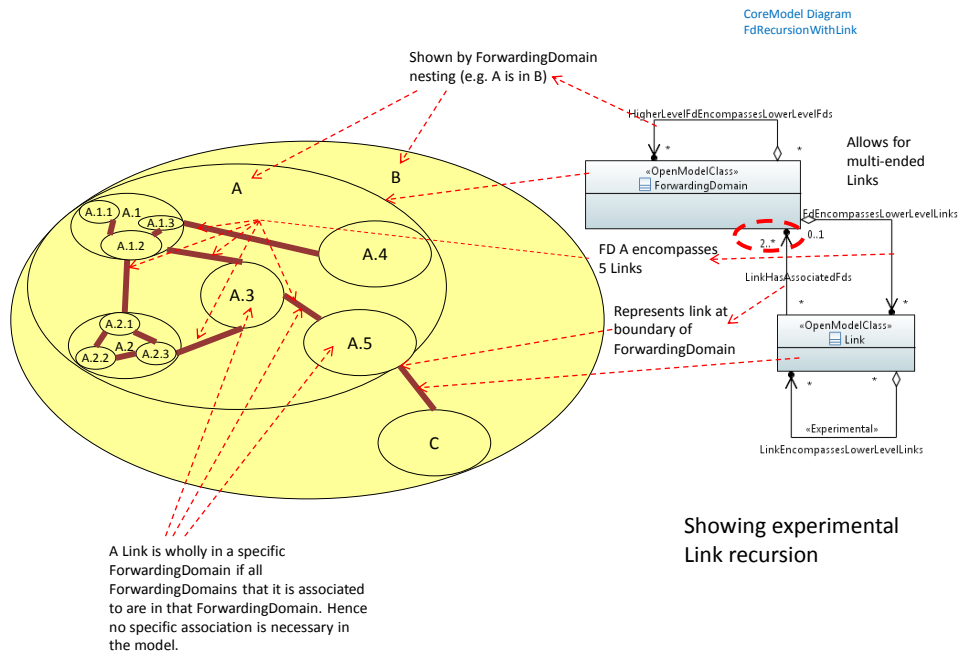 CoreModel Diagram
FdRecursionWithLink
Shown by ForwardingDomain
nesting (e.g. A is in B)
HigherLevelFdEncompassesLowerLevelFds
*
*
Allows for
multi-ended
Links
«OpenModelClass»
ForwardingDomain
FdEncompassesLowerLevelLinks
0..1
2..*
FD A encompasses
5 Links
LinkHasAssociatedFds
Represents link at
boundary of
ForwardingDomain
*
*
«OpenModelClass»
Link
*
*
«Experimental»
LinkEncompassesLowerLevelLinks
A
B
A.1.1
A.1
A.1.3
A.1.2
A.4
A.3
A.2.1
A.2
A.2.2
A.2.3
A.5
C
Showing experimental
Link recursion
A Link is wholly in a specific
ForwardingDomain if all
ForwardingDomains that it is associated
to are in that ForwardingDomain. Hence
no specific association is necessary in
the model.